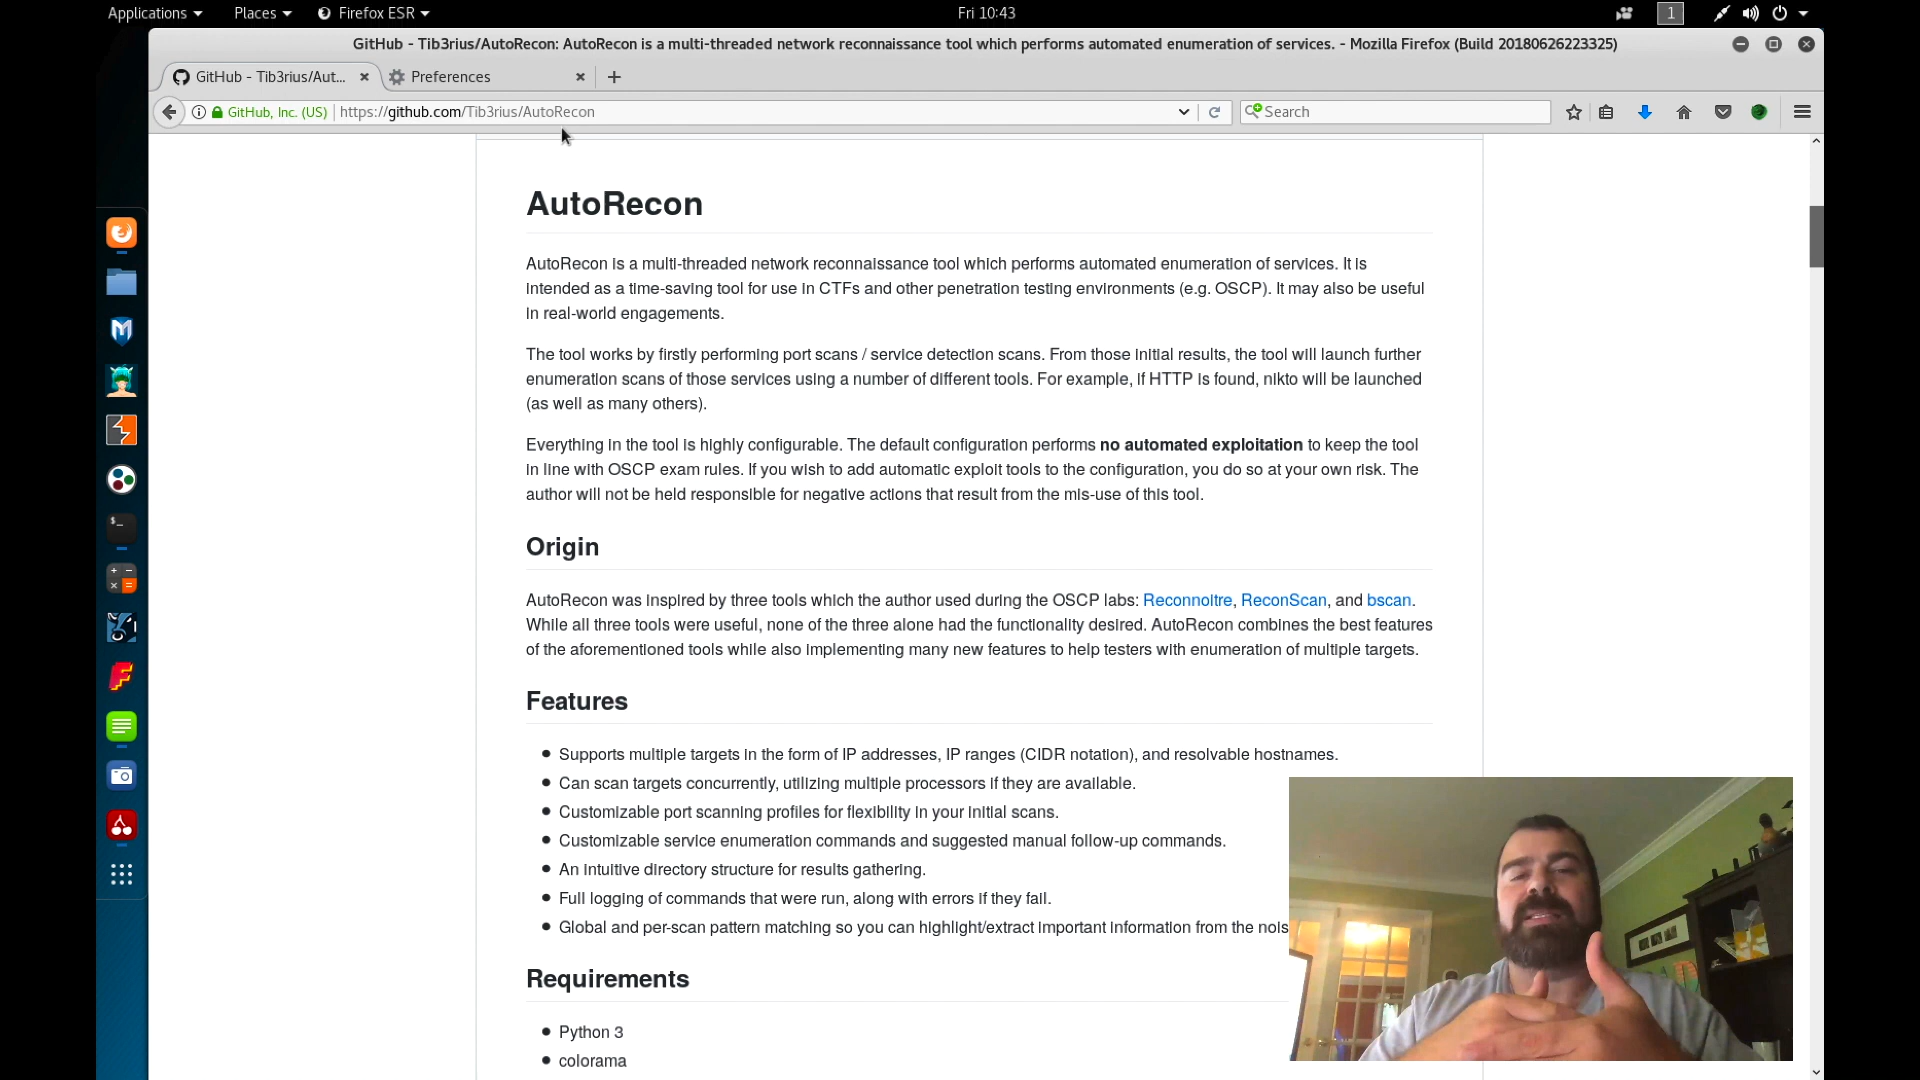 Applications Places Firefox ESR Fri 10:43 1
GitHub - Tib3rius/AutoRecon: AutoRecon is a multi-threaded network reconnaissance tool which performs automated enumeration of services. - Mozilla Firefox (Build 20180626223325)
GitHub - Tib3rius/Aut... Preferences
GitHub, Inc. (US) https://github.com/Tib3rius/AutoRecon Search
AutoRecon
AutoRecon is a multi-threaded network reconnaissance tool which performs automated enumeration of services. It is
intended as a time-saving tool for use in CTFs and other penetration testing environments (e.g. OSCP). It may also be useful
in real-world engagements.
The tool works by firstly performing port scans / service detection scans. From those initial results, the tool will launch further
enumeration scans of those services using a number of different tools. For example, if HTTP is found, nikto will be launched
(as well as many others).
Everything in the tool is highly configurable. The default configuration performs no automated exploitation to keep the tool
in line with OSCP exam rules. If you wish to add automatic exploit tools to the configuration, you do so at your own risk. The
author will not be held responsible for negative actions that result from the mis-use of this tool.
Origin
AutoRecon was inspired by three tools which the author used during the OSCP labs: Reconnoitre, ReconScan, and bscan.
While all three tools were useful, none of the three alone had the functionality desired. AutoRecon combines the best features
of the aforementioned tools while also implementing many new features to help testers with enumeration of multiple targets.
Features
Supports multiple targets in the form of IP addresses, IP ranges (CIDR notation), and resolvable hostnames.
Can scan targets concurrently, utilizing multiple processors if they are available.
Customizable port scanning profiles for flexibility in your initial scans.
Customizable service enumeration commands and suggested manual follow-up commands.
An intuitive directory structure for results gathering.
Full logging of commands that were run, along with errors if they fail.
Global and per-scan pattern matching so you can highlight/extract important information from the nois
Requirements
Python 3
colorama